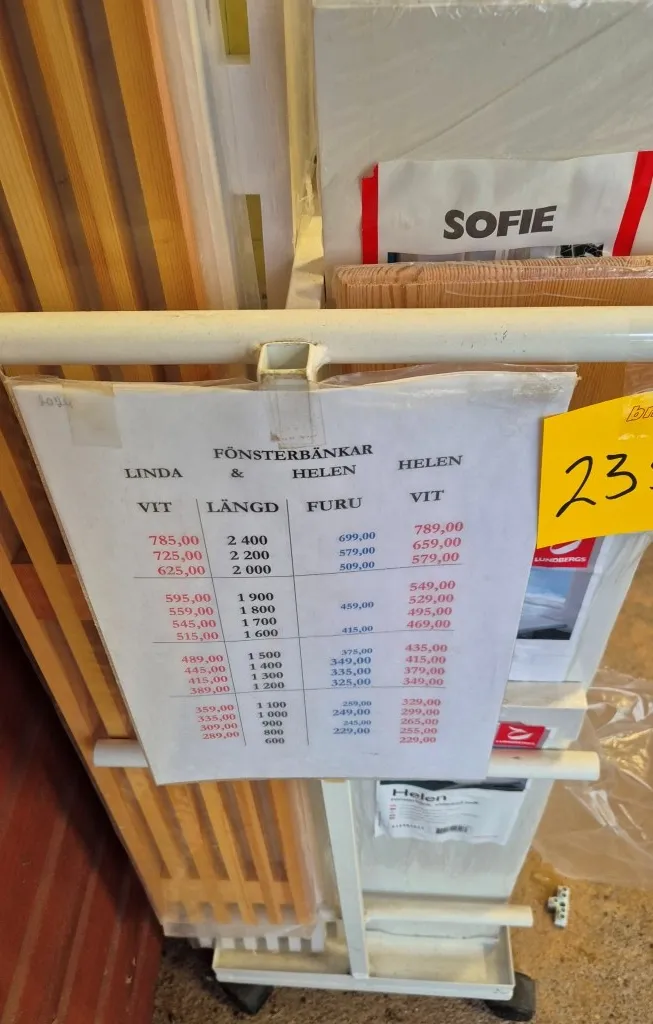 SOFIE
FÖNSTERBÄNKAR
LINDA & HELEN HELEN
VIT LÄNGD FURU VIT
785,00 2 400 699,00 789,00
725,00 2 200 579,00 659,00
625,00 2 000 509,00 579,00
595,00 1 900 549,00
559,00 1 800 459,00 529,00
545,00 1 700 495,00
515,00 1 600 415,00 469,00
489,00 1 500 375,00 435,00
445,00 1 400 349,00 415,00
415,00 1 300 335,00 379,00
389,00 1 200 325,00 349,00
359,00 1 100 259,00 329,00
335,00 1 000 249,00 299,00
309,00 900 245,00 265,00
289,00 800 229,00 255,00
600 229,00
23
LUNDBERGS
Helen